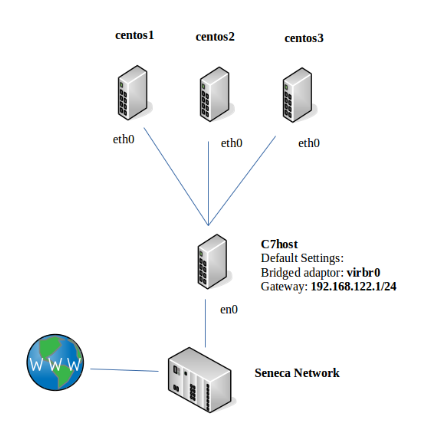 centos1
centos2
centos3
eth0
eth0
eth0
C7host
Default Settings:
Bridged adaptor: virbr0
Gateway: 192.168.122.1/24
en0
WWW
Seneca Network